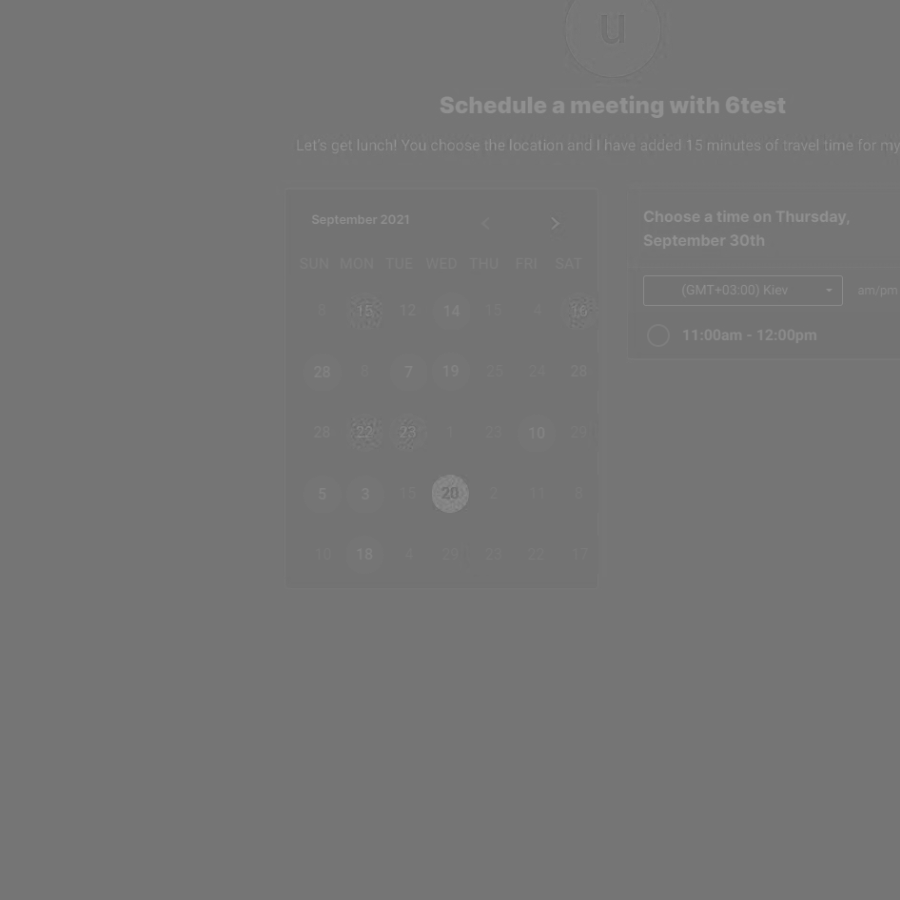 u
Schedule a meeting with 6test
Let's get lunch! You choose the location and I have added 15 minutes of travel time for my
September 2021
SUN MON TUE WED THU FRI SAT
15 12 14 15 4 16
28 8 7 19 25 24 28
28 22 23 1 23 10 29
5 3 15 20 2 11
10 18 4 29 23 22 17
Choose a time on Thursday,
September 30th
(GMT+03:00) Kiev am/pm
11:00am - 12:00pm